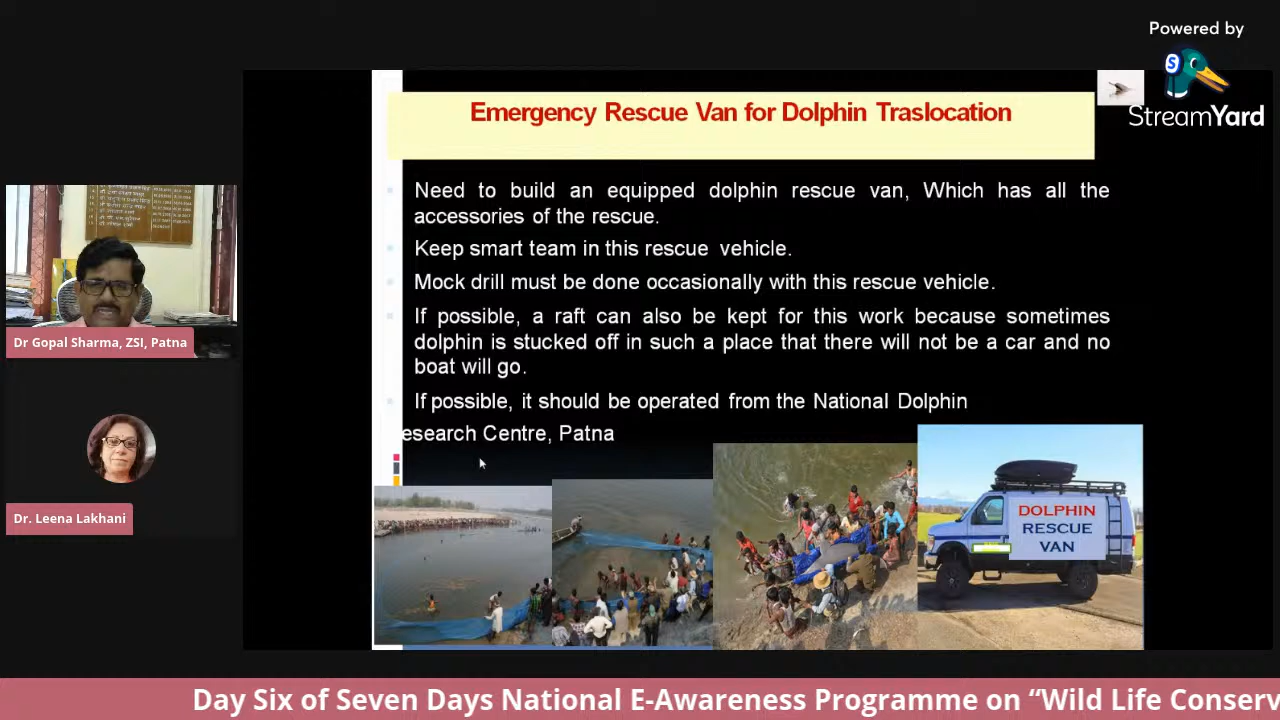 Powered by
StreamYard
Emergency Rescue Van for Dolphin Traslocation
Need to build an equipped dolphin rescue van, Which has all the
accessories of the rescue.
Keep smart team in this rescue vehicle.
Mock drill must be done occasionally with this rescue vehicle.
If possible, a raft can also be kept for this work because sometimes
dolphin is stucked off in such a place that there will not be a car and no
boat will go.
If possible, it should be operated from the National Dolphin
esearch Centre, Patna
DOLPHIN
RESCUE
VAN
Dr Gopal Sharma, ZSI, Patna
Dr. Leena Lakhani
Day Six of Seven Days National E-Awareness Programme on “Wild Life Conserv